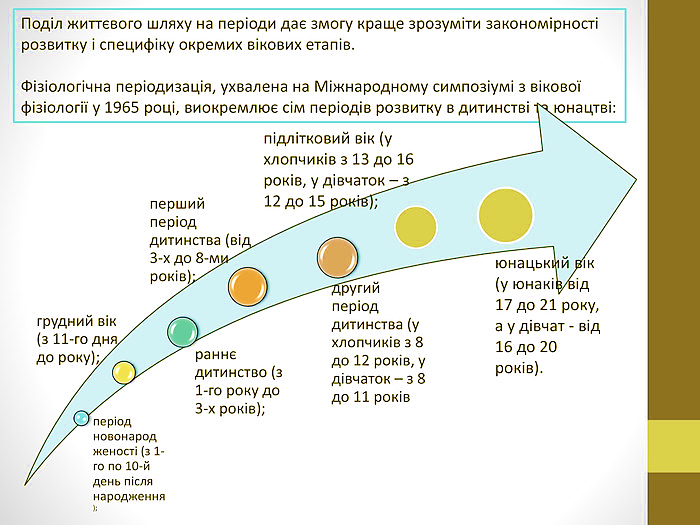 Поділ життєвого шляху на періоди дає змогу краще зрозуміти закономірності
розвитку і специфіку окремих вікових етапів.
Фізіологічна періодизація, ухвалена на Міжнародному симпозіумі з вікової
фізіології у 1965 році, виокремлює сім періодів розвитку в дитинстві та юнацтві:
підлітковий вік (у
хлопчиків з 13 до 16
років, у дівчаток – з
12 до 15 років);
перший
період
дитинства (від
3-х до 8-ми
років);
грудний вік
(з 11-го дня
до року);
період
новонарод
женості (з 1-
го по 10-й
день після
народження
);
раннє
дитинство (з
1-го року до
3-х років);
другий
період
дитинства (у
хлопчиків з 8
до 12 років, у
дівчаток – з 8
до 11 років
юнацький вік
(у юнаків від
17 до 21 року,
а у дівчат - від
16 до 20
років).